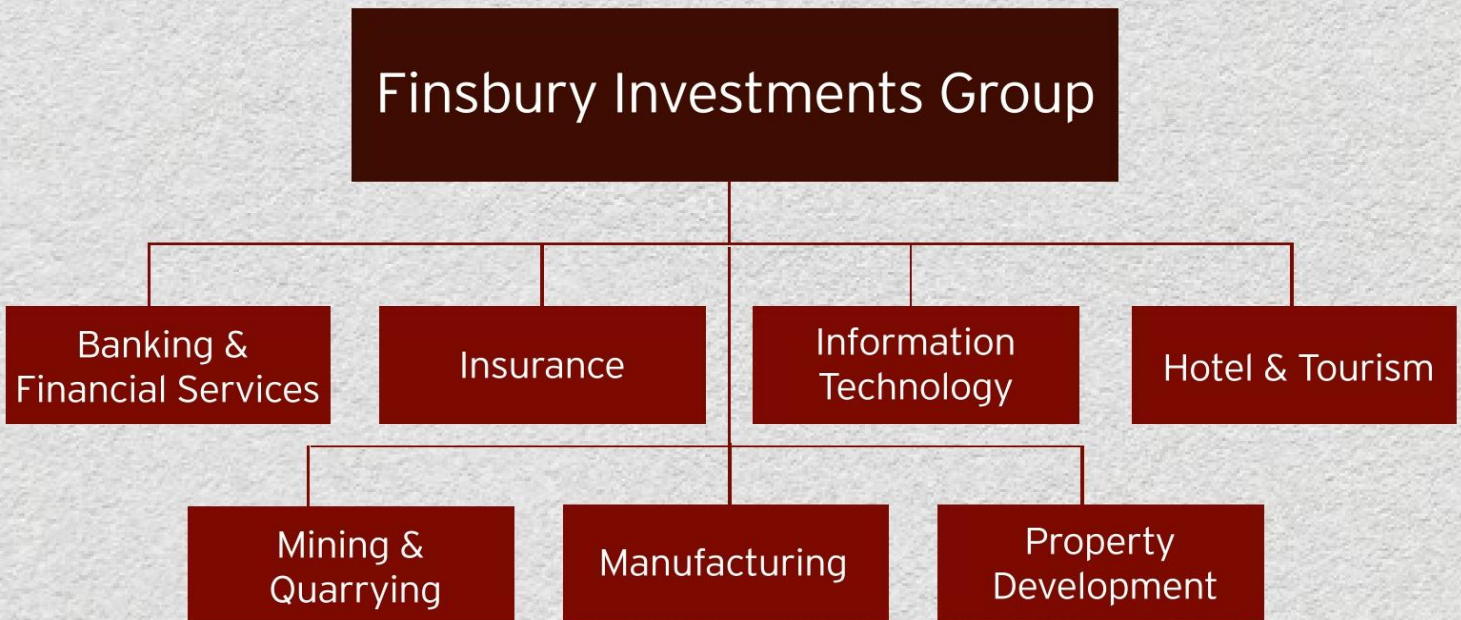 Finsbury Investments Group
Banking &
Financial Services
Insurance
Information
Technology
Hotel & Tourism
Mining &
Quarrying
Manufacturing
Property
Development